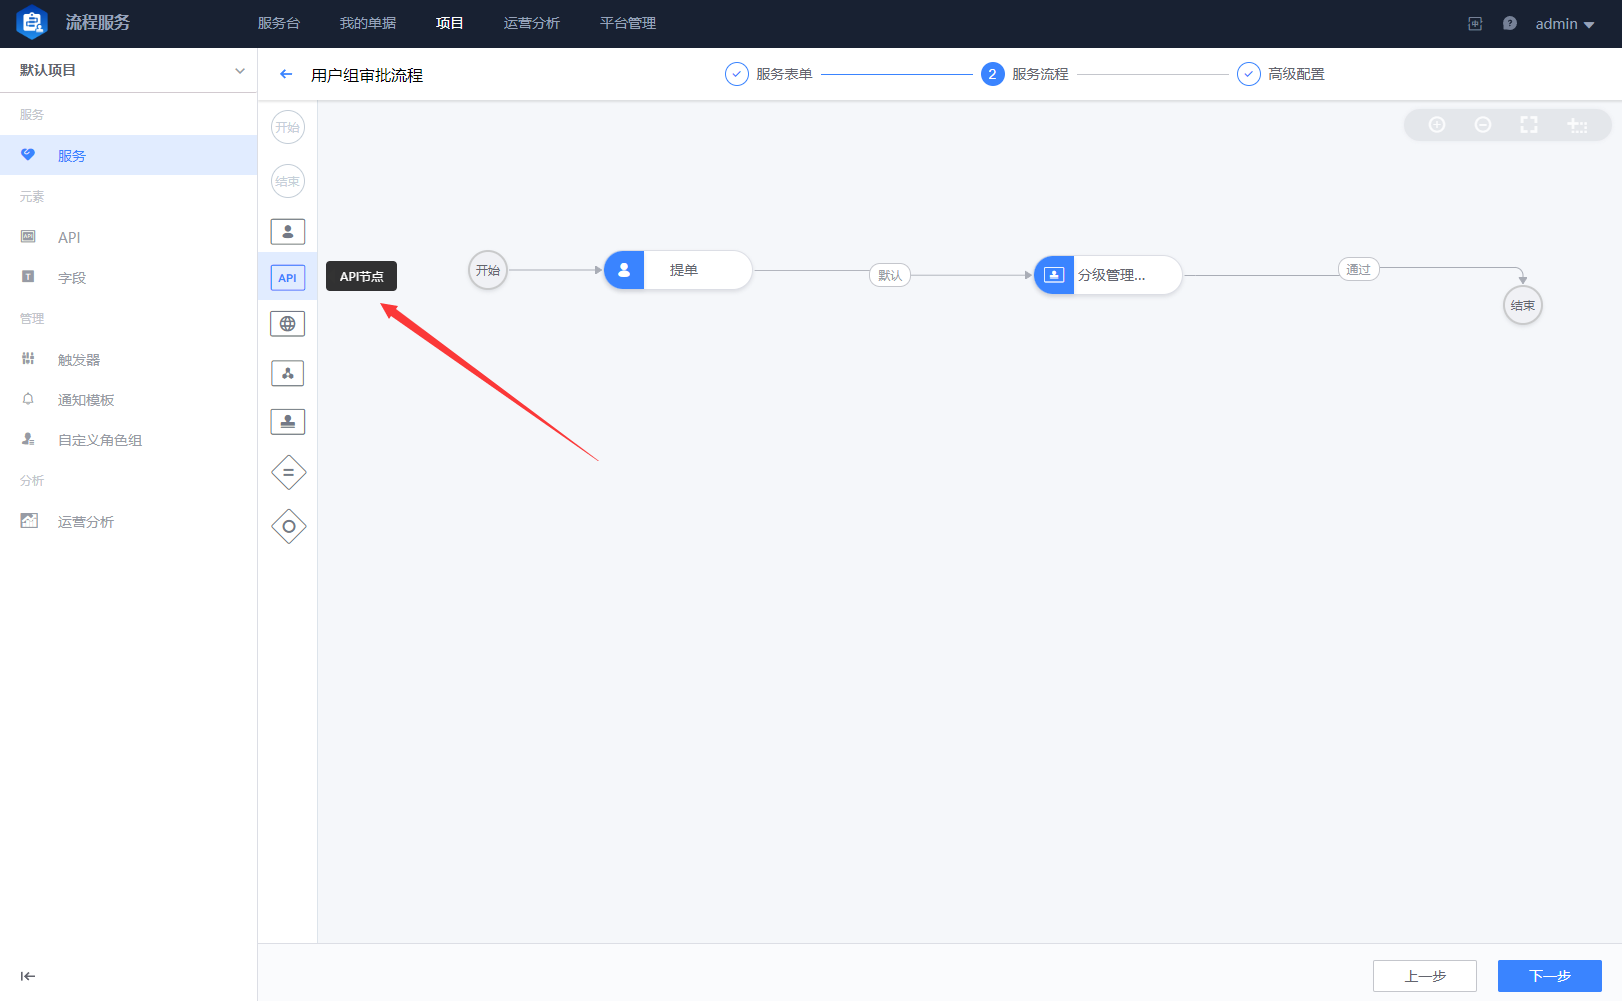 流程服务
服务台
我的单据
项目
运营分析
平台管理
admin
默认项目
用户组审批流程
服务表单
2
服务流程
高级配置
服务
服务
元素
API
字段
管理
触发器
通知模板
自定义角色组
分析
运营分析
开始
结束
API
API节点
开始
提单
默认
分级管理...
通过
结束
上一步
下一步